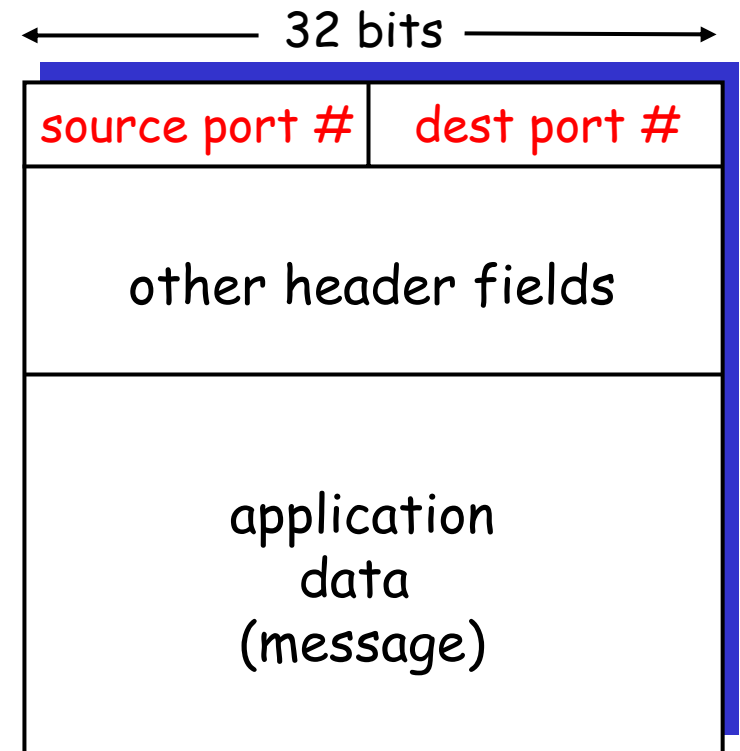 32 bits
source port # dest port #
other header fields
application
data
(message)